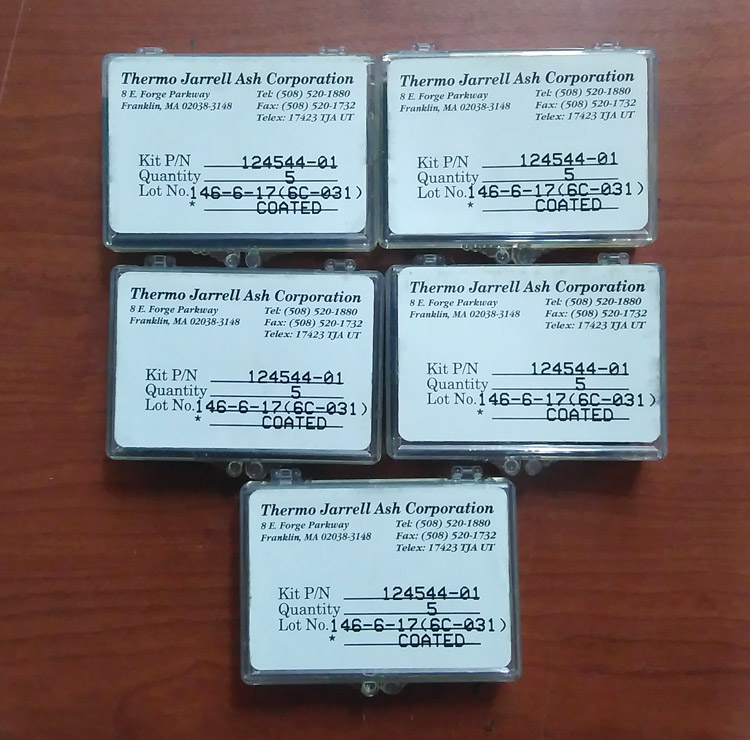 Thermo Jarrell Ash Corporation
8 E. Forge Parkway Tel: (508) 520-1880
Franklin, MA 02038-3148 Fax: (508) 520-1732
Telex: 17423 TJA UT
Kit P/N 124544-01
Quantity 5
Lot No. 146-6-17(6C-031)
* COATED
Thermo Jarrell Ash Corporation
8 E. Forge Parkway Tel: (508) 520-1880
Franklin, MA 02038-3148 Fax: (508) 520-1732
Telex: 17423 TJA UT
Kit P/N 124544-01
Quantity 5
Lot No. 146-6-17(6C-031)
* COATED
Thermo Jarrell Ash Corporation
8 E. Forge Parkway Tel: (508) 520-1880
Franklin, MA 02038-3148 Fax: (508) 520-1732
Telex: 17423 TJA UT
Kit P/N 124544-01
Quantity 5
Lot No. 146-6-17(6C-031)
* COATED
Thermo Jarrell Ash Corporation
8 E. Forge Parkway Tel: (508) 520-1880
Franklin, MA 02038-3148 Fax: (508) 520-1732
Telex: 17423 TJA UT
Kit P/N 124544-01
Quantity 5
Lot No. 146-6-17(6C-031)
* COATED
Thermo Jarrell Ash Corporation
8 E. Forge Parkway Tel: (508) 520-1880
Franklin, MA 02038-3148 Fax: (508) 520-1732
Telex: 17423 TJA UT
Kit P/N 124544-01
Quantity 5
Lot No. 146-6-17(6C-031)
* COATED